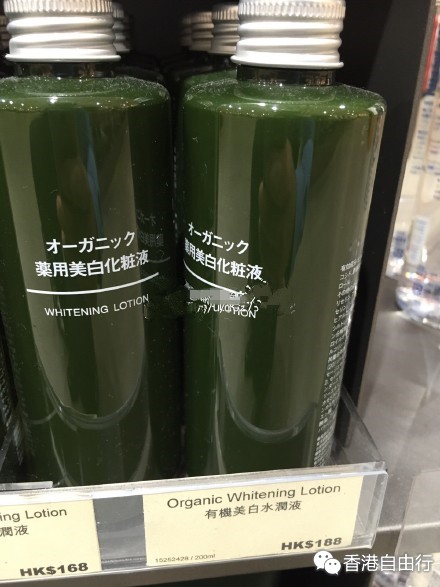 オーガニック
薬用美白化粧液
WHITENING LOTION
オーガニック
薬用美白化粧液
ing Lotion
潤液
HK$168
Organic Whitening Lotion
有機美白水潤液
15252428 / 200ml
HK$188
香港自由行